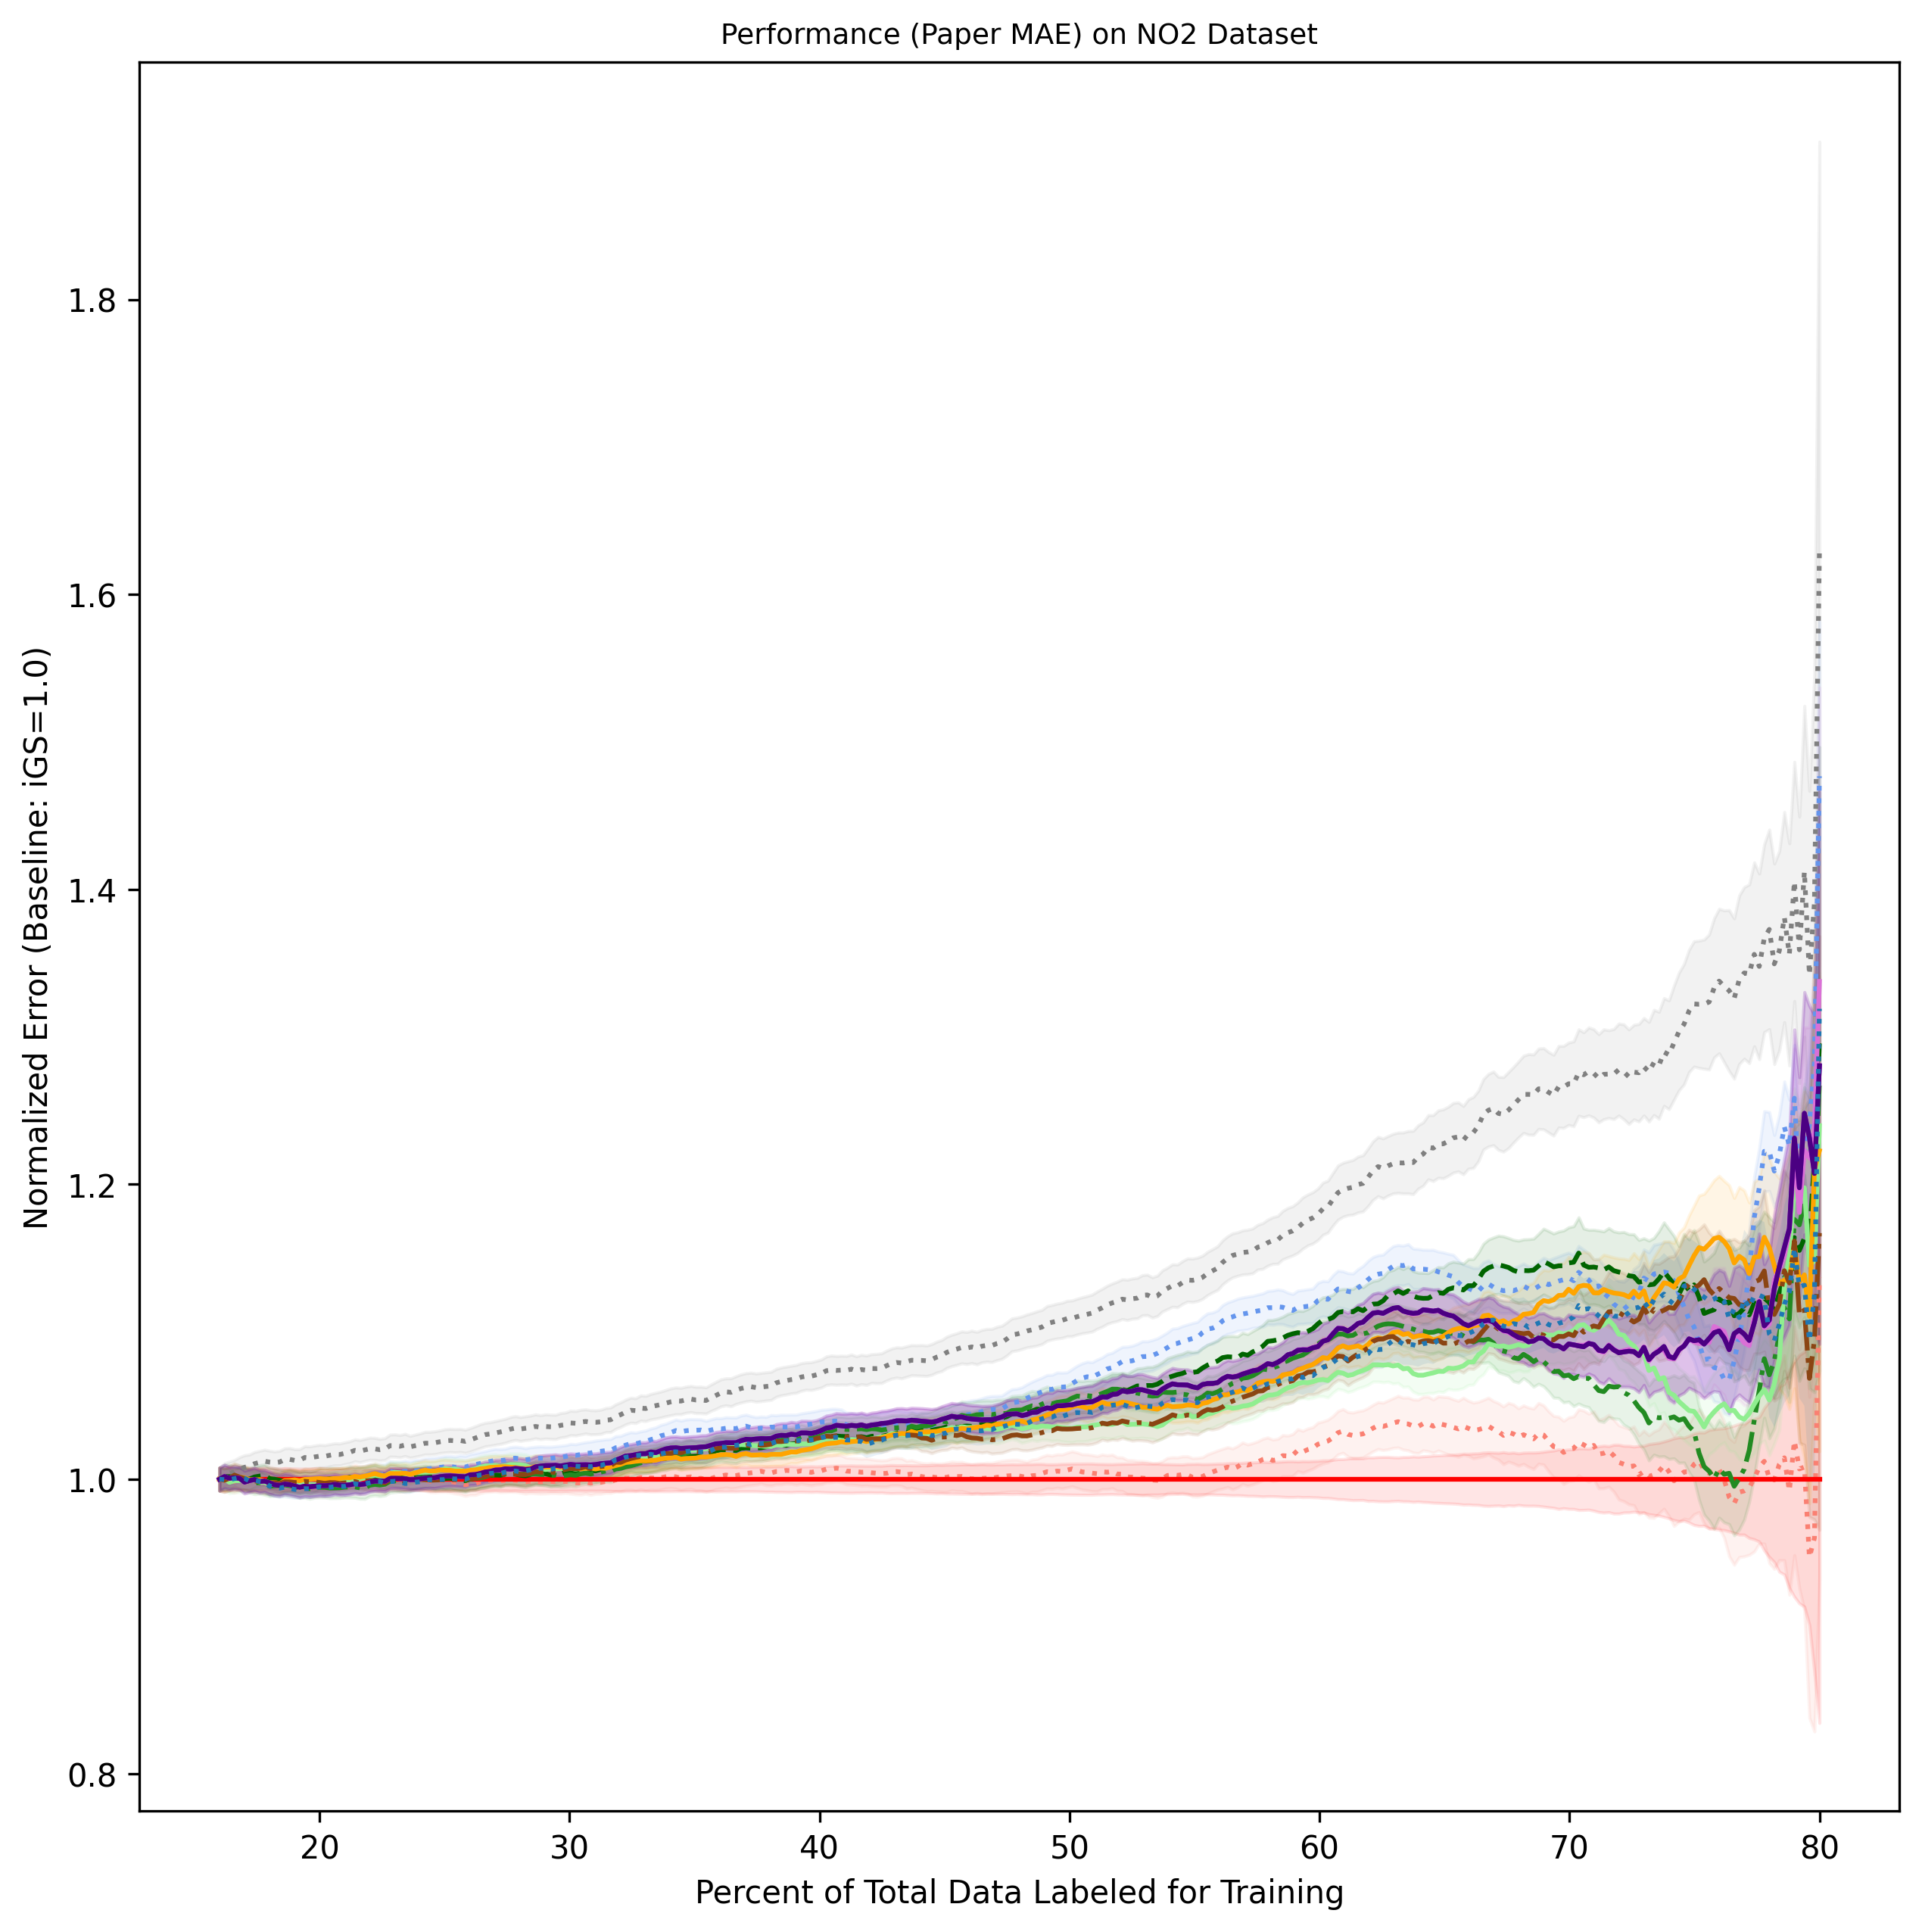 Performance (Paper MAE) on NO2 Dataset
Normalized Error (Baseline: iGS=1.0)
1.8
1.6
1.4
1.2
1.0
0.8
20 30 40 50 60 70 80
Percent of Total Data Labeled for Training